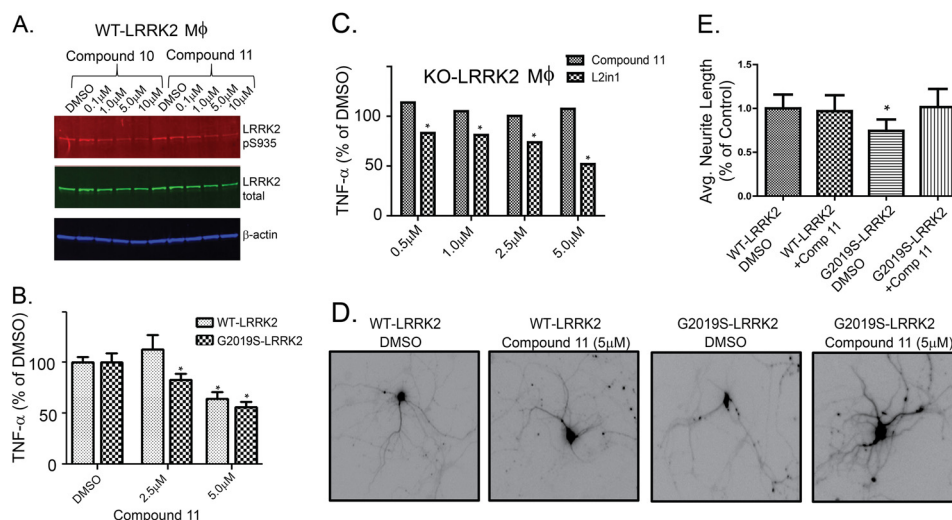 A.
WT-LRRK2 Mϕ
Compound 10 Compound 11
DMSO 0.1μM 1.0μM 5.0μM 10μM DMSO 0.1μM 1.0μM 5.0μM 10μM
LRRK2
pS935
LRRK2
total
β-actin
B.
WT-LRRK2
G2019S-LRRK2
TNF-α (% of DMSO)
100
50
0
* * *
DMSO 2.5μM 5.0μM
Compound 11
C.
Compound 11
L2in1
KO-LRRK2 Mϕ
TNF-α (% of DMSO)
100
50
0
* * * *
0.5μM 1.0μM 2.5μM 5.0μM
E.
Avg. Neurite Length
(% of Control)
1.5
1.0
0.5
0.0
*
WT-LRRK2
DMSO
WT-LRRK2
+Comp 11
G2019S-LRRK2
DMSO
G2019S-LRRK2
+Comp 11
D.
WT-LRRK2
DMSO
WT-LRRK2
Compound 11 (5μM)
G2019S-LRRK2
DMSO
G2019S-LRRK2
Compound 11 (5μM)